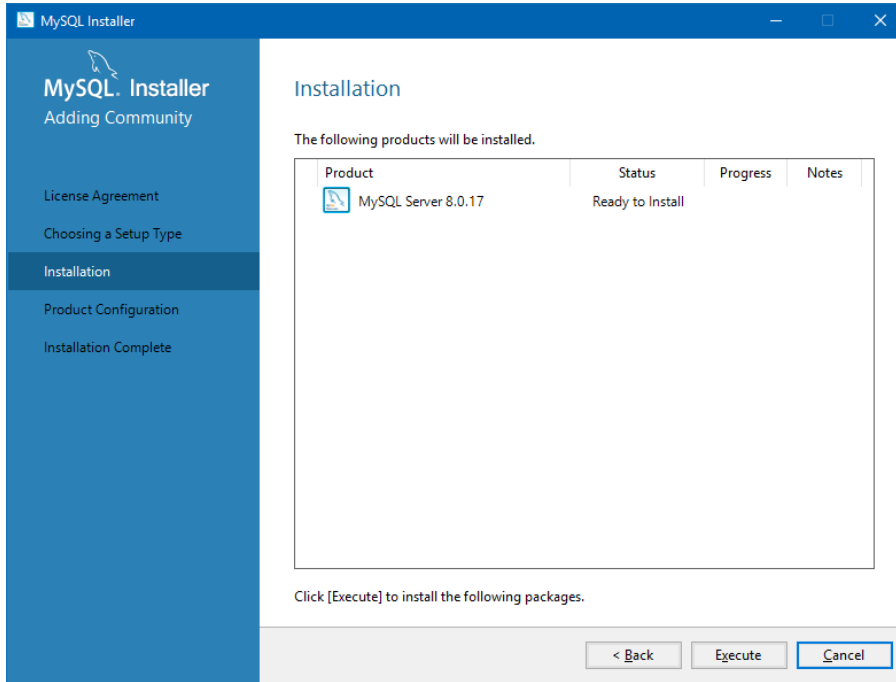 MySQL Installer
MySQL. Installer
Adding Community
License Agreement
Choosing a Setup Type
Installation
Product Configuration
Installation Complete
Installation
The following products will be installed.
Product Status Progress Notes
MySQL Server 8.0.17 Ready to Install
Click [Execute] to install the following packages.
< Back Execute Cancel